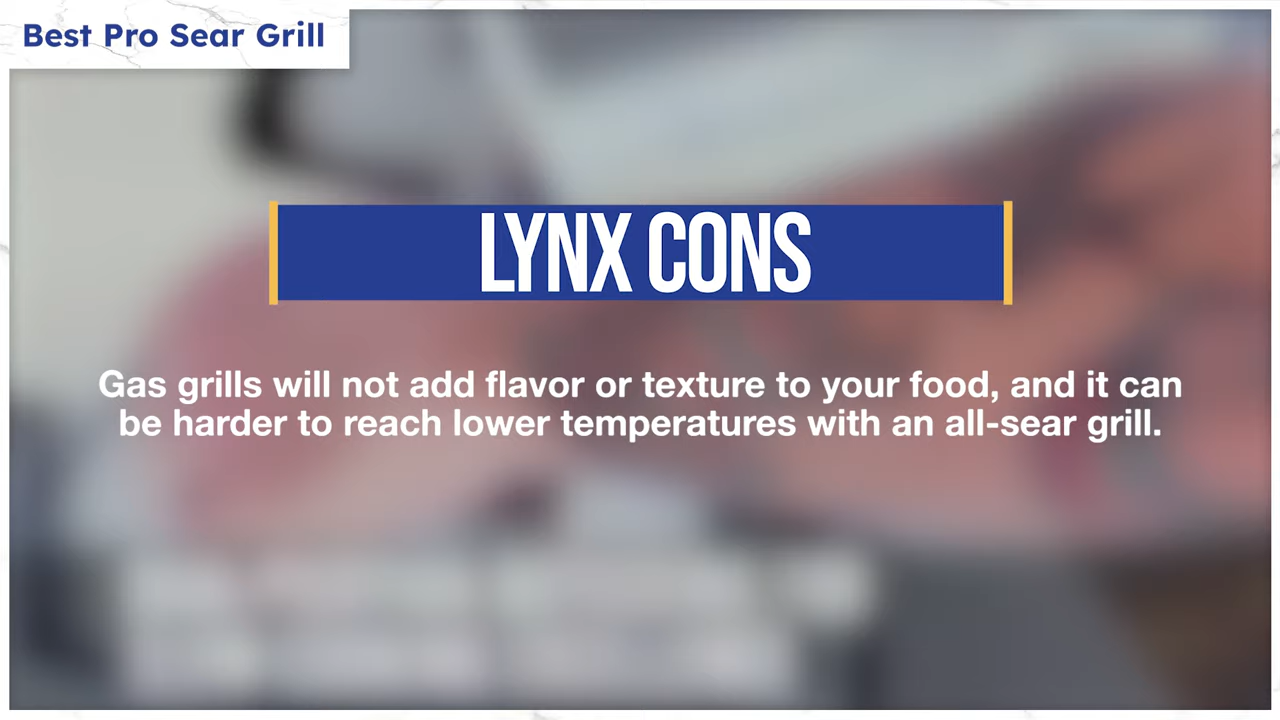 Best Pro Sear Grill
LYNX CONS
Gas grills will not add flavor or texture to your food, and it can
be harder to reach lower temperatures with an all-sear grill.